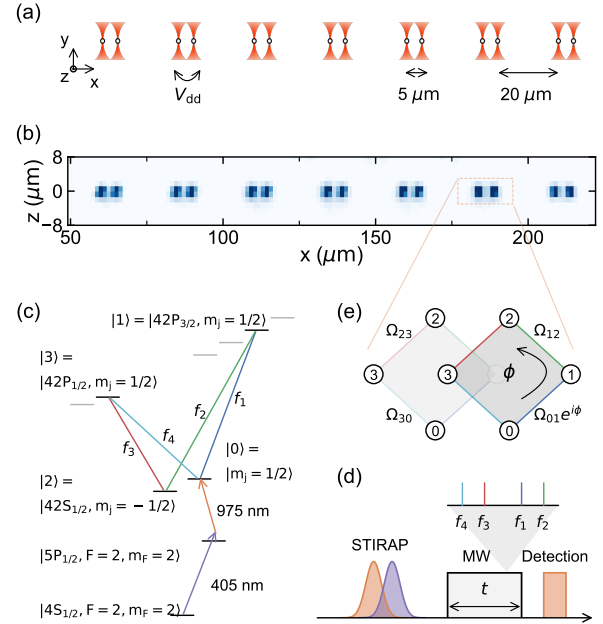 (a)
y
z
x
V_dd
5 μm
20 μm
(b)
8
0
−8
z (μm)
50
100
150
200
x (μm)
(c)
|1⟩ = |42P_3/2, m_j = 1/2⟩
|3⟩ =
|42P_1/2, m_j = 1/2⟩
f_2
f_1
f_3
f_4
|0⟩ =
|m_j = 1/2⟩
|2⟩ =
|42S_1/2, m_j = −1/2⟩
975 nm
|5P_1/2, F = 2, m_F = 2⟩
405 nm
|4S_1/2, F = 2, m_F = 2⟩
(e)
2
2
Ω_23
Ω_12
3
3
ϕ
1
Ω_30
Ω_01e^iϕ
0
0
(d)
f_4
f_3
f_1
f_2
STIRAP
MW
Detection
t